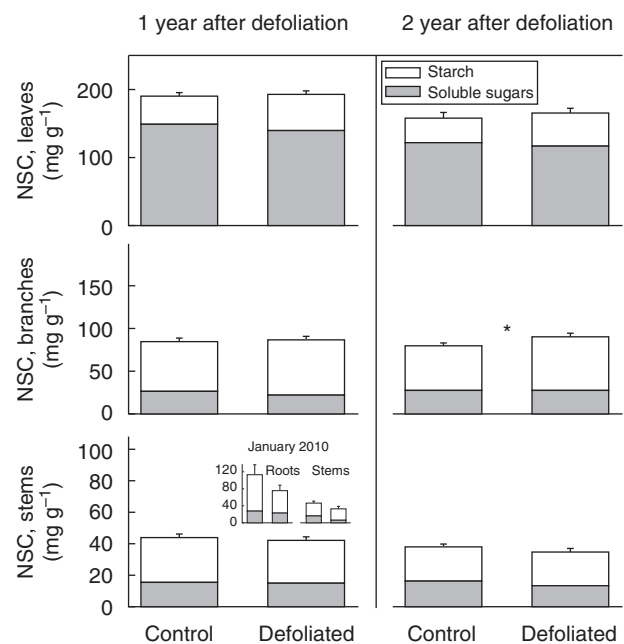 1 year after defoliation
2 year after defoliation
NSC, leaves
(mg g⁻¹)
200
100
0
Starch
Soluble sugars
NSC, branches
(mg g⁻¹)
150
100
50
0
*
NSC, stems
(mg g⁻¹)
100
80
60
40
20
0
January 2010
120
80
40
0
Roots
Stems
Control
Defoliated
Control
Defoliated